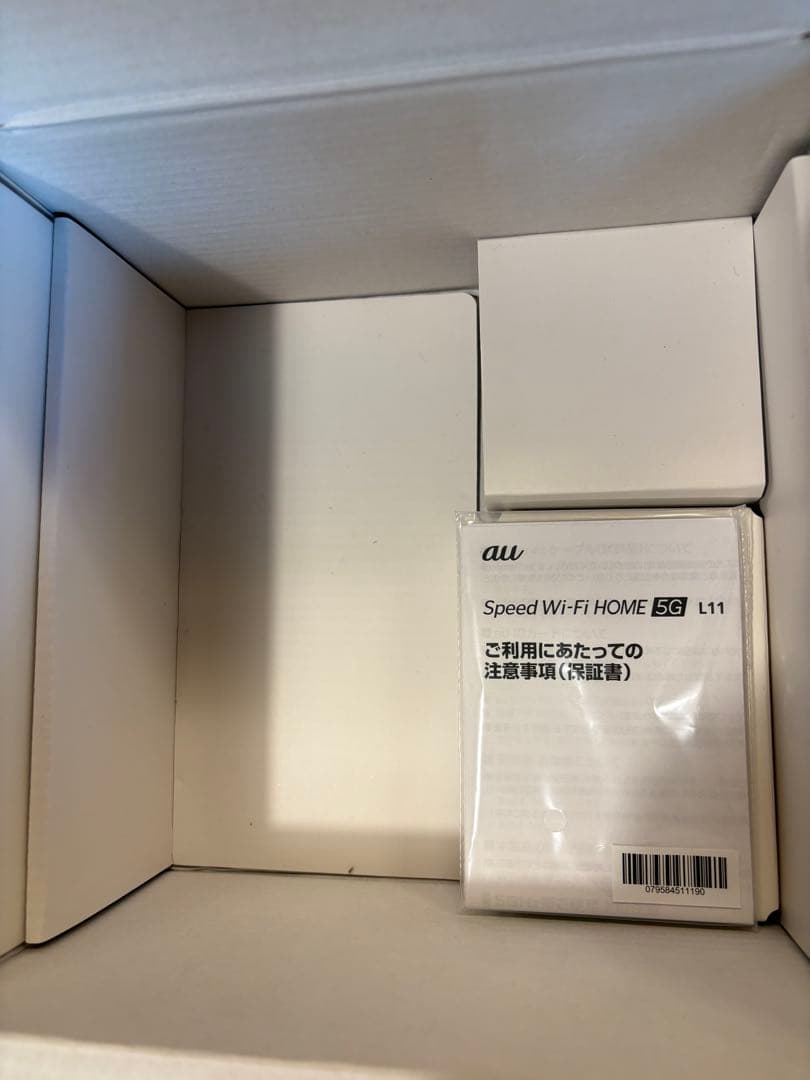 au
Speed Wi-Fi HOME 5G L11
ご利用にあたっての
注意事項(保証書)
079584511190